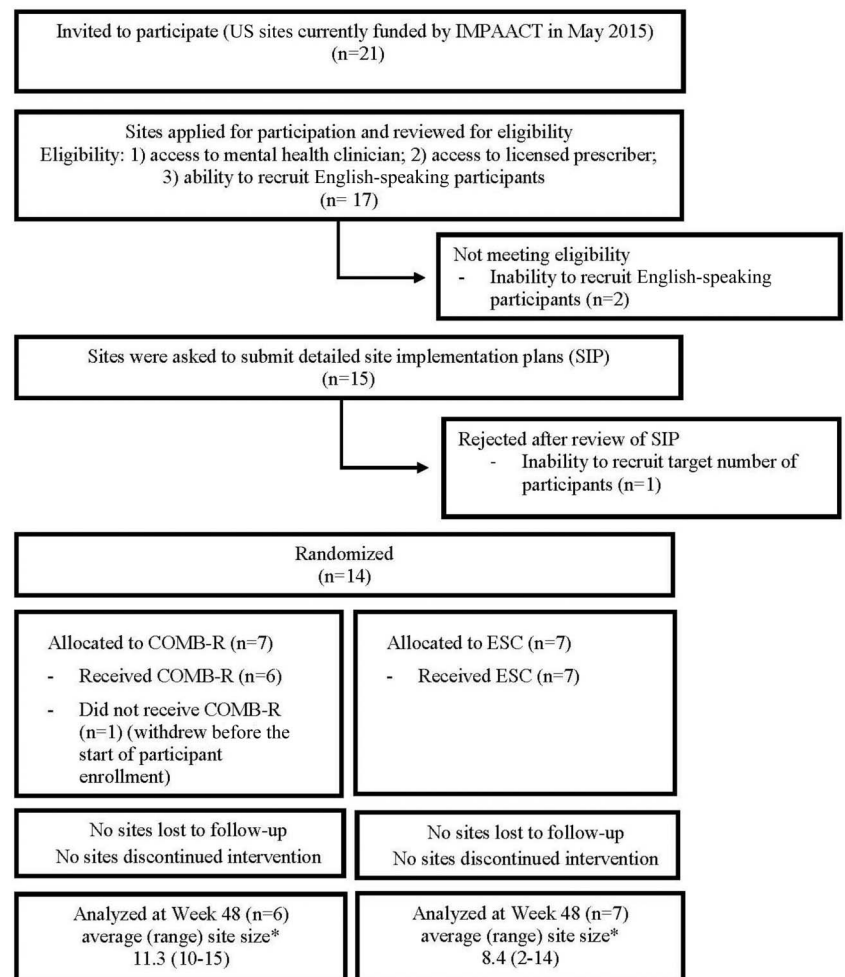 Invited to participate (US sites currently funded by IMPAACT in May 2015)
(n=21)
Sites applied for participation and reviewed for eligibility
Eligibility: 1) access to mental health clinician; 2) access to licensed prescriber;
3) ability to recruit English-speaking participants
(n= 17)
Not meeting eligibility
- Inability to recruit English-speaking
participants (n=2)
Sites were asked to submit detailed site implementation plans (SIP)
(n=15)
Rejected after review of SIP
- Inability to recruit target number of
participants (n=1)
Randomized
(n=14)
Allocated to COMB-R (n=7)
- Received COMB-R (n=6)
- Did not receive COMB-R
(n=1) (withdrew before the
start of participant
enrollment)
Allocated to ESC (n=7)
- Received ESC (n=7)
No sites lost to follow-up
No sites discontinued intervention
No sites lost to follow-up
No sites discontinued intervention
Analyzed at Week 48 (n=6)
average (range) site size*
11.3 (10-15)
Analyzed at Week 48 (n=7)
average (range) site size*
8.4 (2-14)